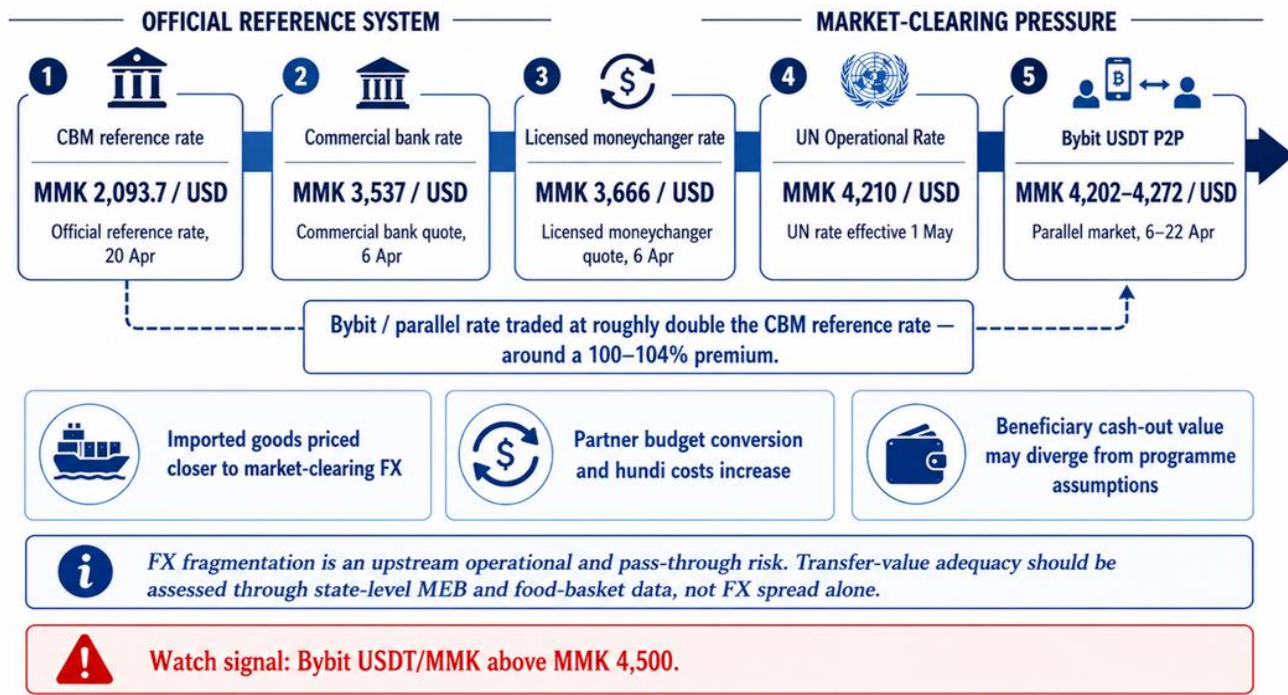 OFFICIAL REFERENCE SYSTEM
MARKET-CLEARING PRESSURE
1
CBM reference rate
MMK 2,093.7 / USD
Official reference rate,
20 Apr
2
Commercial bank rate
MMK 3,537 / USD
Commercial bank quote,
6 Apr
3
$
Licensed moneychanger rate
MMK 3,666 / USD
Licensed moneychanger
quote, 6 Apr
4
UN Operational Rate
MMK 4,210 / USD
UN rate effective 1 May
5
₿
Bybit USDT P2P
MMK 4,202–4,272 / USD
Parallel market, 6–22 Apr
Bybit / parallel rate traded at roughly double the CBM reference rate —
around a 100–104% premium.
Imported goods priced
closer to market-clearing FX
$
Partner budget conversion
and hundi costs increase
Beneficiary cash-out value
may diverge from programme
assumptions
i
FX fragmentation is an upstream operational and pass-through risk. Transfer-value adequacy should be
assessed through state-level MEB and food-basket data, not FX spread alone.
!
Watch signal: Bybit USDT/MMK above MMK 4,500.